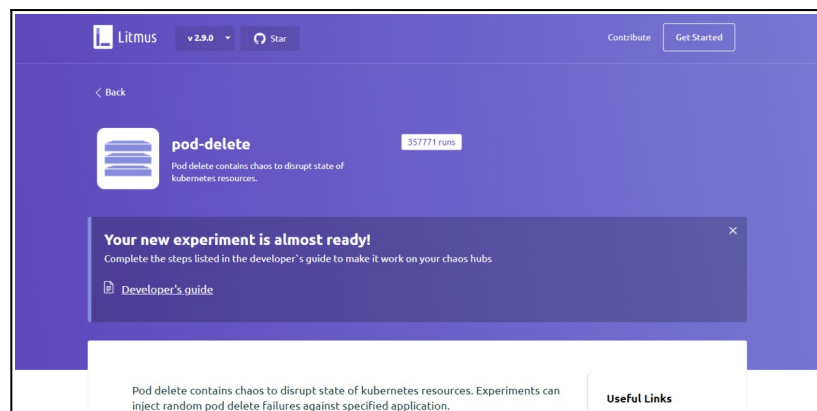 Litmus v 2.9.0 Star Contribute Get Started
Back
pod-delete 357771 runs
Pod delete contains chaos to disrupt state of
kubernetes resources.
Your new experiment is almost ready!
Complete the steps listed in the developer`s guide to make it work on your chaos hubs
Developer's guide
Pod delete contains chaos to disrupt state of kubernetes resources. Experiments can
inject random pod delete failures against specified application.
Useful Links